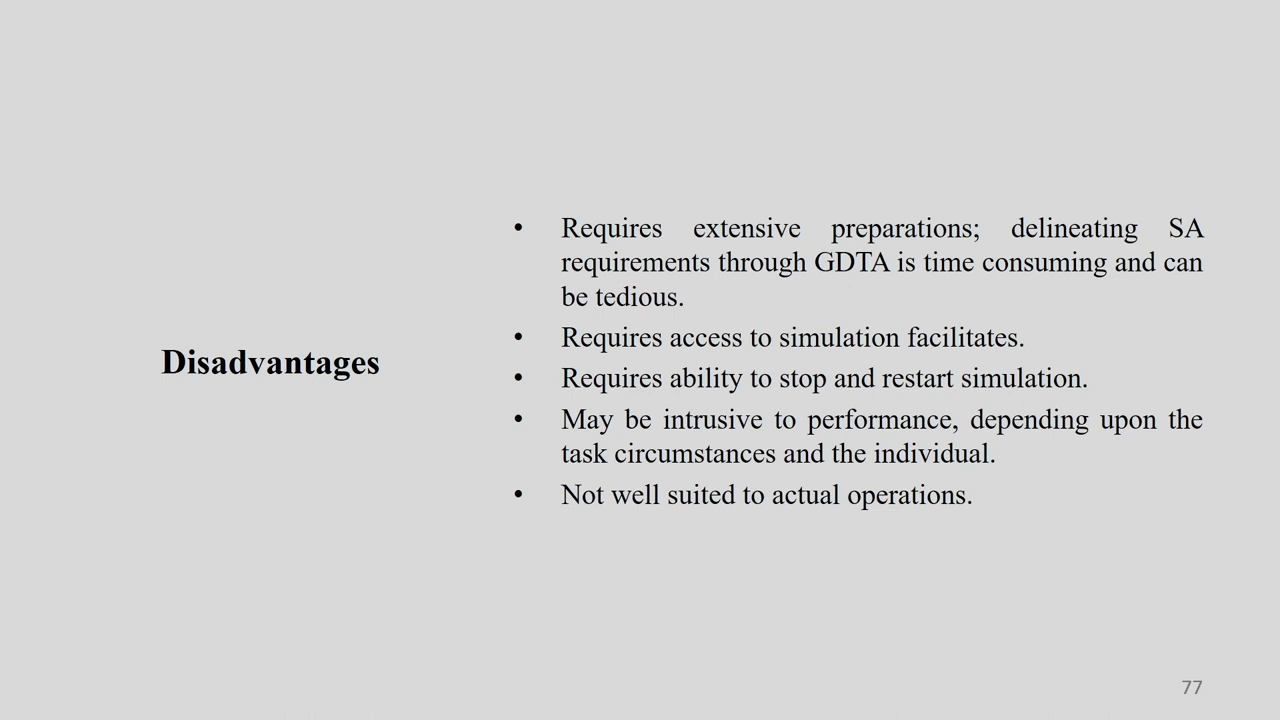 Disadvantages
• Requires extensive preparations; delineating SA
requirements through GDTA is time consuming and can
be tedious.
• Requires access to simulation facilitates.
• Requires ability to stop and restart simulation.
• May be intrusive to performance, depending upon the
task circumstances and the individual.
• Not well suited to actual operations.
77